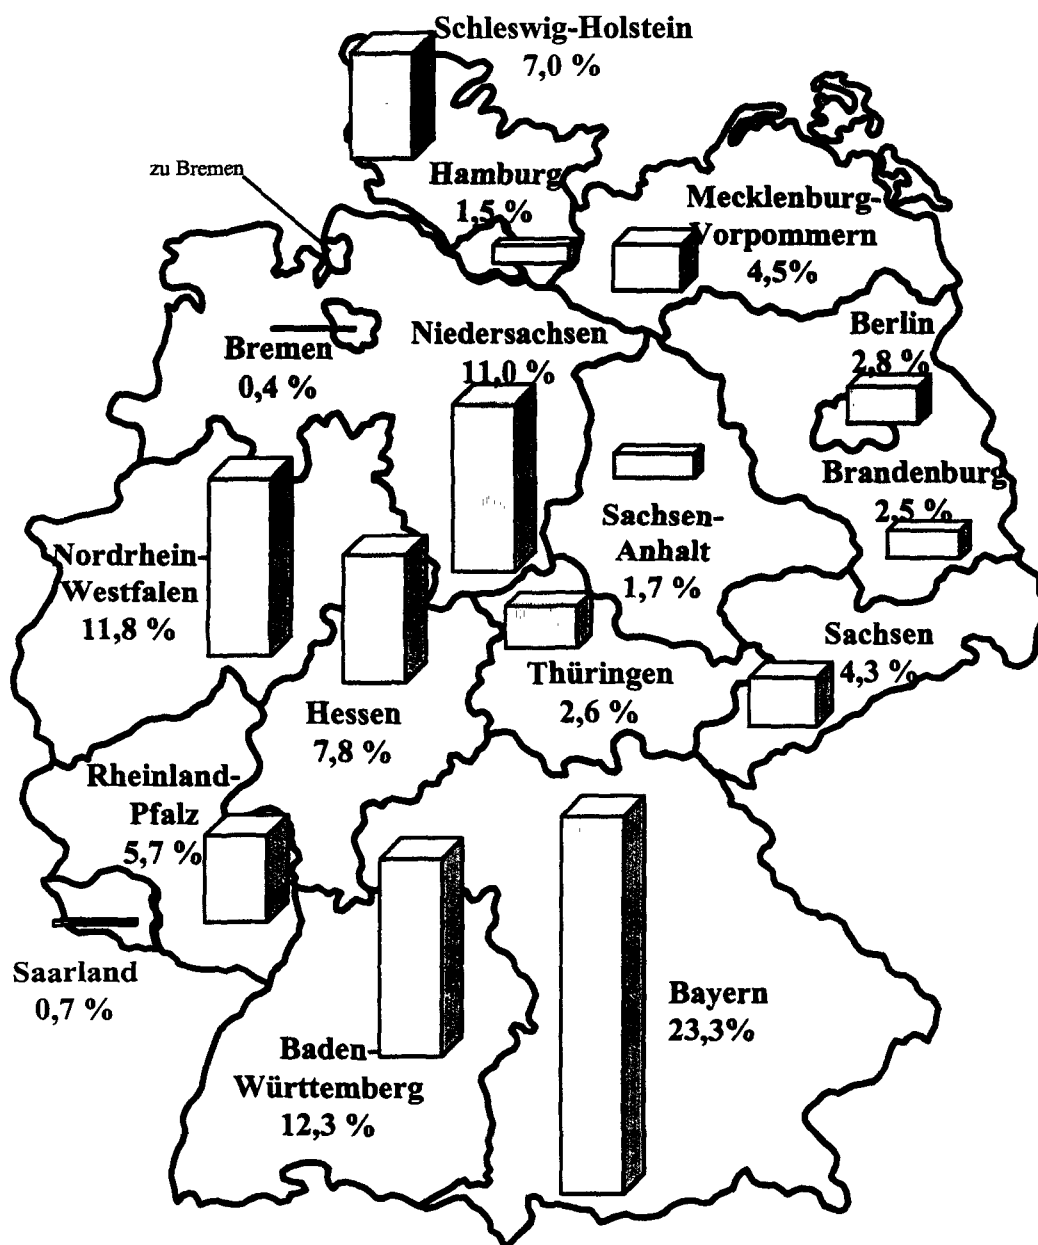 Schleswig-Holstein
7,0 %
zu Bremen
Hamburg
1,5 %
Mecklenburg-
Vorpommern
4,5%
Bremen
0,4 %
Niedersachsen
11,0 %
Berlin
2,8 %
Brandenburg
2,5 %
Sachsen-
Anhalt
1,7 %
Nordrhein-
Westfalen
11,8 %
Hessen
7,8 %
Thüringen
2,6 %
Sachsen
4,3 %
Rheinland-
Pfalz
5,7 %
Saarland
0,7 %
Baden-
Württemberg
12,3 %
Bayern
23,3%